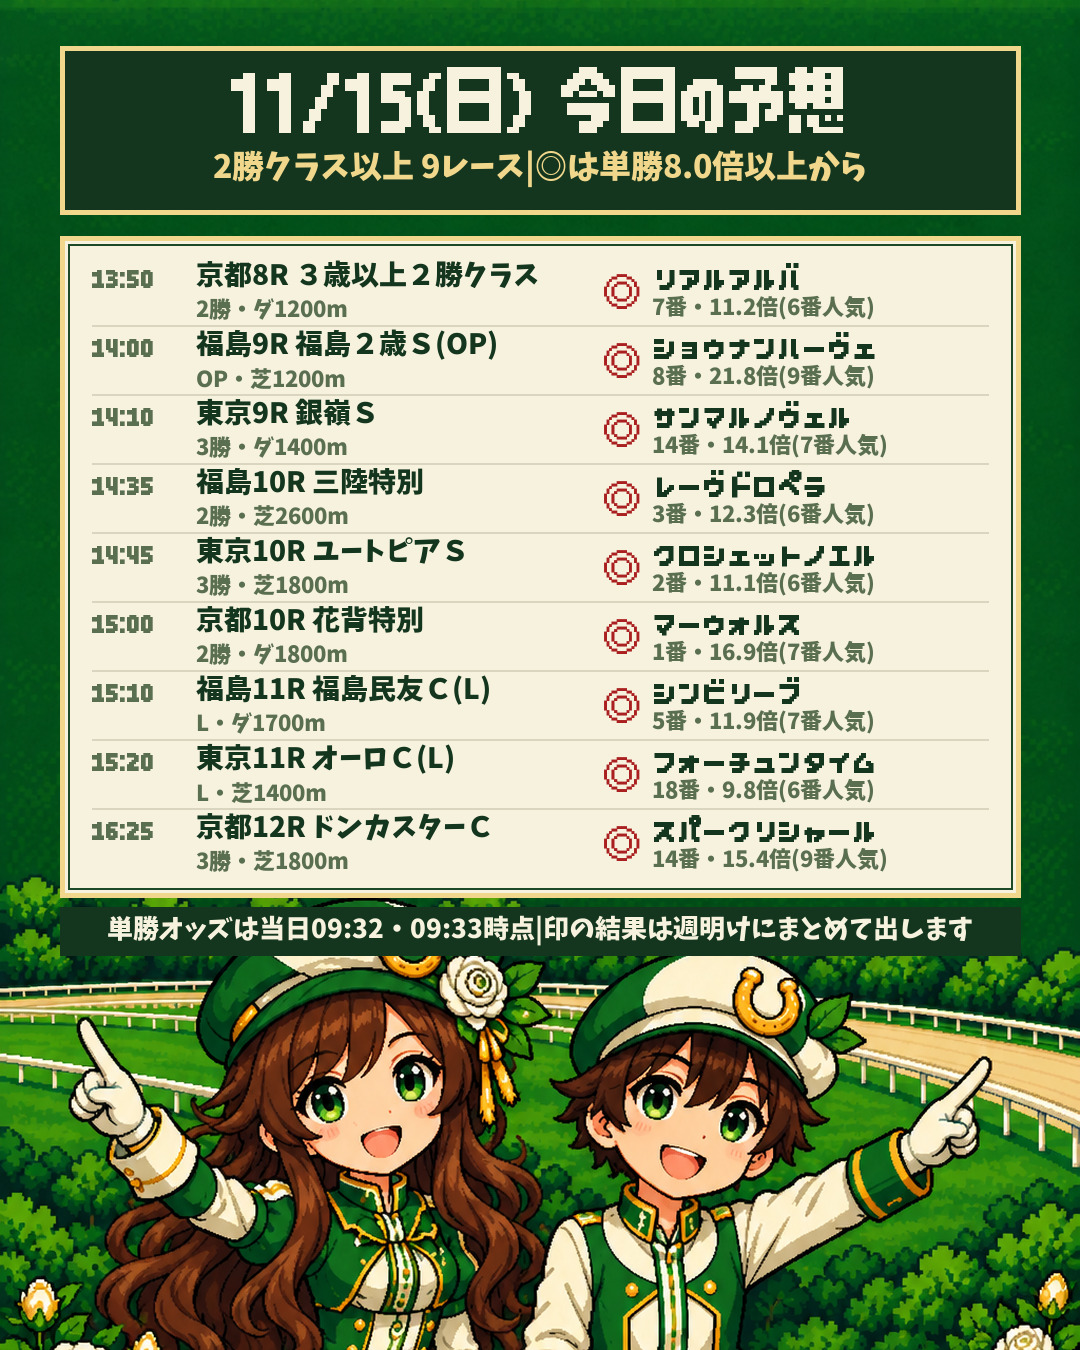 11/15(日) 今日の予想
2勝クラス以上 9レース|◎は単勝8.0倍以上から
13:50 京都8R ３歳以上２勝クラス ◎ リアルアルバ
2勝・ダ1200m 7番・11.2倍(6番人気)
14:00 福島9R 福島２歳Ｓ(OP) ◎ ショウナンハーヴェ
OP・芝1200m 8番・21.8倍(9番人気)
14:10 東京9R 銀嶺Ｓ ◎ サンマルノヴェル
3勝・ダ1400m 14番・14.1倍(7番人気)
14:35 福島10R 三陸特別 ◎ レーヴドロペラ
2勝・芝2600m 3番・12.3倍(6番人気)
14:45 東京10R ユートピアＳ ◎ クロシェットノエル
3勝・芝1800m 2番・11.1倍(6番人気)
15:00 京都10R 花背特別 ◎ マーウォルス
2勝・ダ1800m 1番・16.9倍(7番人気)
15:10 福島11R 福島民友Ｃ(L) ◎ シンビリーブ
L・ダ1700m 5番・11.9倍(7番人気)
15:20 東京11R オーロＣ(L) ◎ フォーチュンタイム
L・芝1400m 18番・9.8倍(6番人気)
16:25 京都12R ドンカスターＣ ◎ スパークリシャール
3勝・芝1800m 14番・15.4倍(9番人気)
単勝オッズは当日09:32・09:33時点|印の結果は週明けにまとめて出します